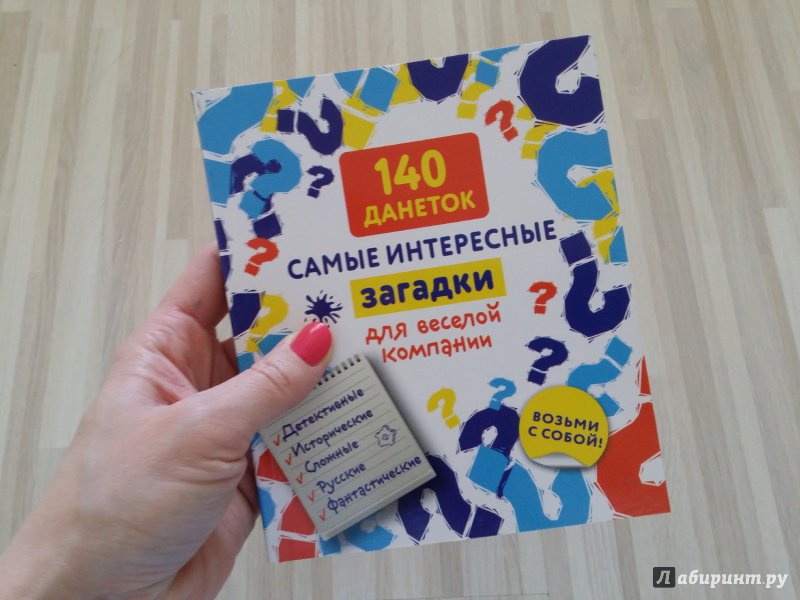 140
ДАНЕТОК
САМЫЕ ИНТЕРЕСНЫЕ
загадки
для веселой
компании
Детективные
Исторические
Сложные
Русские
Фантастические
ВОЗЬМИ
С СОБОЙ!
Лабиринт.ру